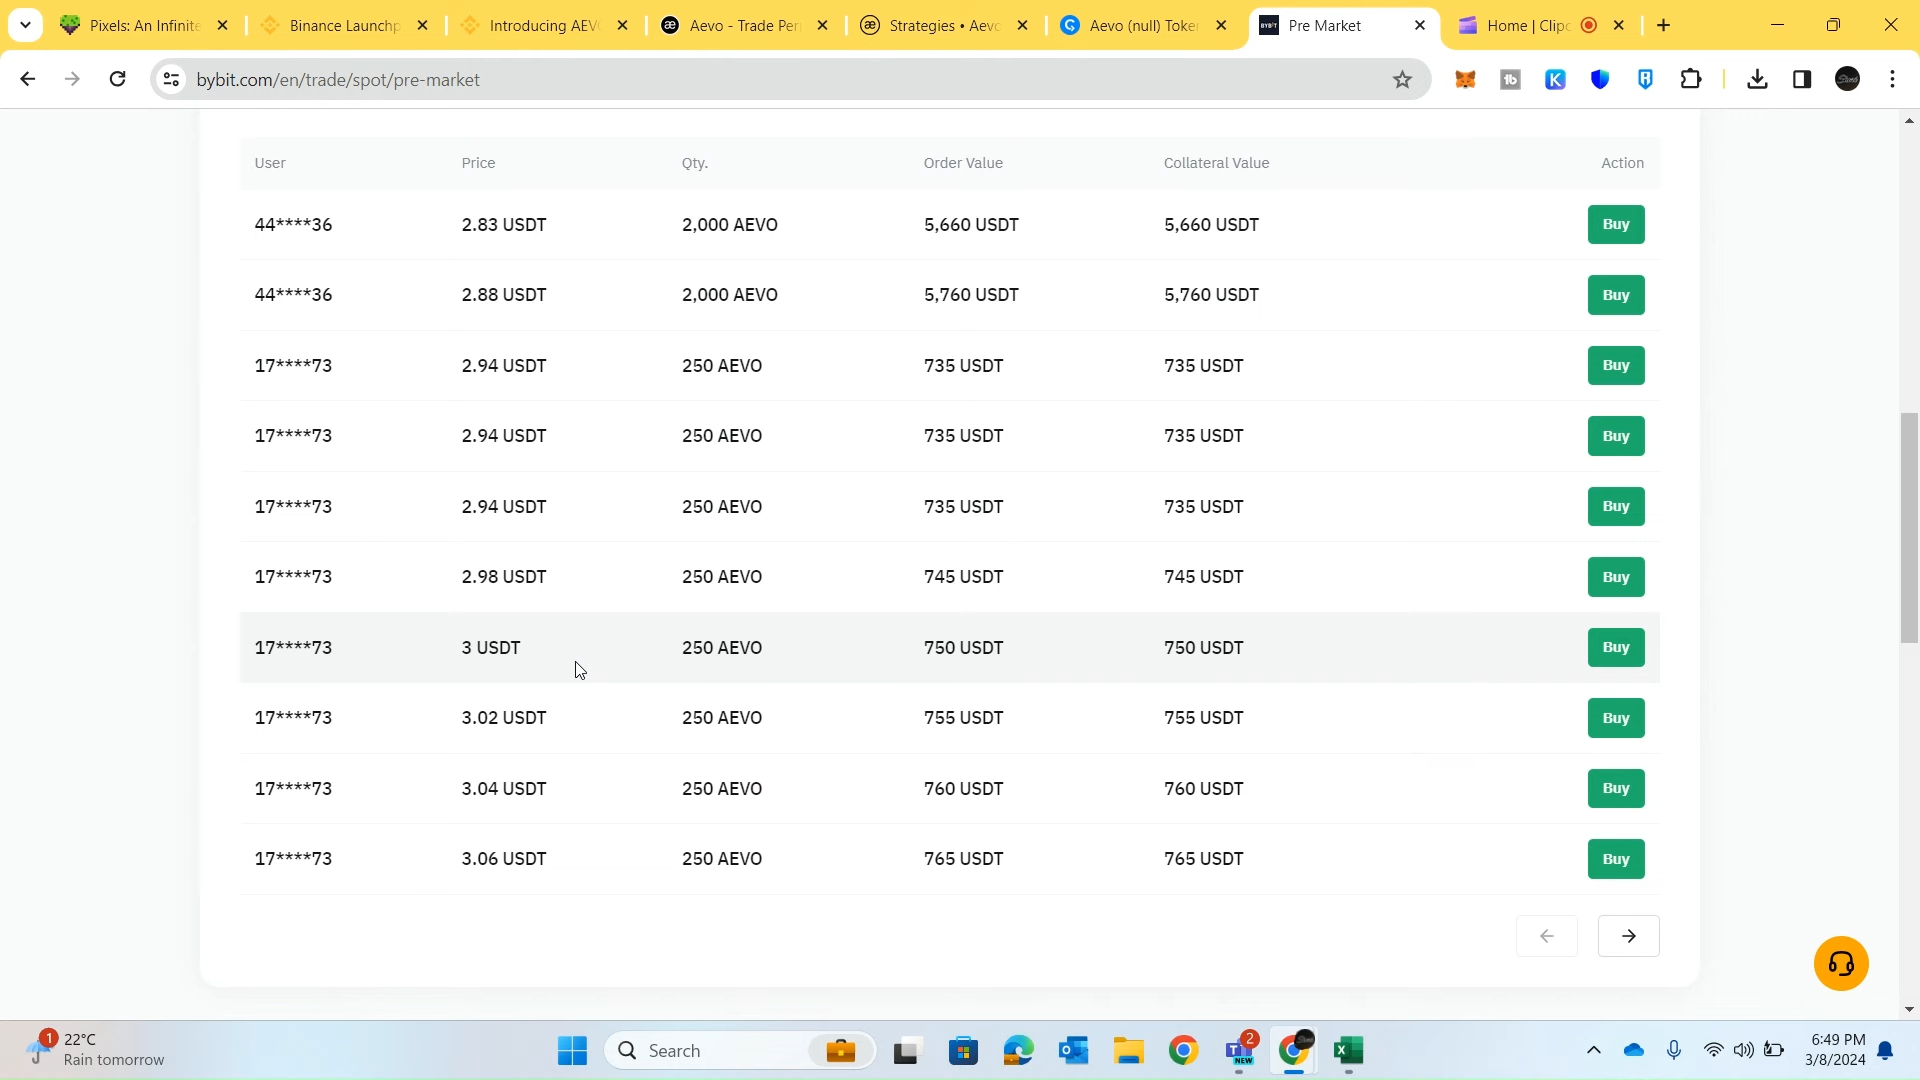 Pixels: An Infinite
Binance Launchp
Introducing AEV
Aevo - Trade Per
Strategies • Aevo
Aevo (null) Toke
Pre Market
Home | Clipc
bybit.com/en/trade/spot/pre-market
User Price Qty. Order Value Collateral Value Action
44****36 2.83 USDT 2,000 AEVO 5,660 USDT 5,660 USDT Buy
44****36 2.88 USDT 2,000 AEVO 5,760 USDT 5,760 USDT Buy
17****73 2.94 USDT 250 AEVO 735 USDT 735 USDT Buy
17****73 2.94 USDT 250 AEVO 735 USDT 735 USDT Buy
17****73 2.94 USDT 250 AEVO 735 USDT 735 USDT Buy
17****73 2.98 USDT 250 AEVO 745 USDT 745 USDT Buy
17****73 3 USDT 250 AEVO 750 USDT 750 USDT Buy
17****73 3.02 USDT 250 AEVO 755 USDT 755 USDT Buy
17****73 3.04 USDT 250 AEVO 760 USDT 760 USDT Buy
17****73 3.06 USDT 250 AEVO 765 USDT 765 USDT Buy
1
22°C
Rain tomorrow
Search
2
NEW
6:49 PM
3/8/2024